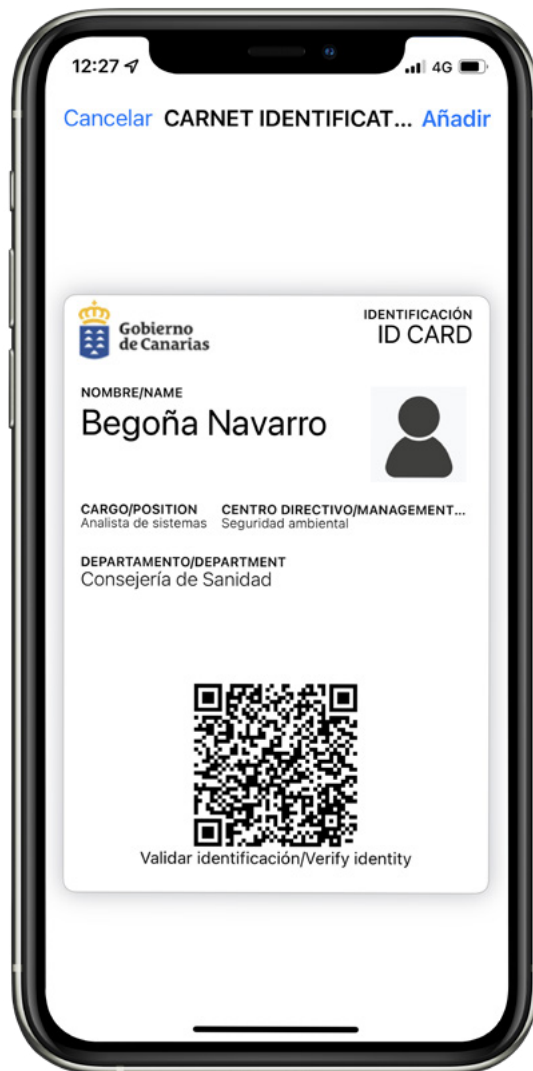 12:27
4G
Cancelar CARNET IDENTIFICAT... Añadir
Gobierno
de Canarias
IDENTIFICACIÓN
ID CARD
NOMBRE/NAME
Begoña Navarro
CARGO/POSITION CENTRO DIRECTIVO/MANAGEMENT...
Analista de sistemas Seguridad ambiental
DEPARTAMENTO/DEPARTMENT
Consejería de Sanidad
Validar identificación/Verify identity